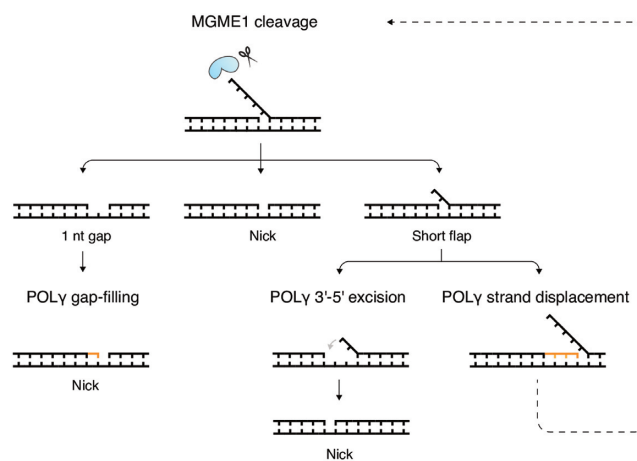 MGME1 cleavage
1 nt gap
Nick
Short flap
POLγ gap-filling
POLγ 3'-5' excision
POLγ strand displacement
Nick
Nick